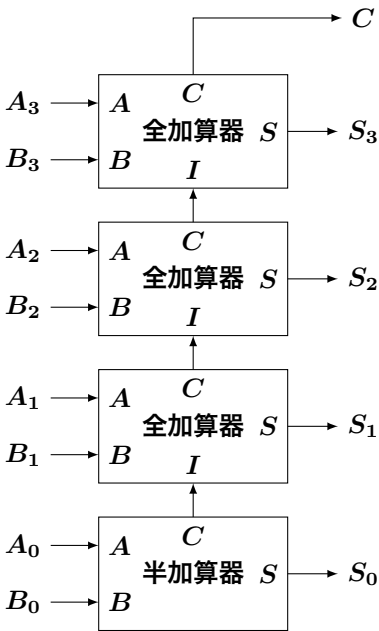 C
A₃ A C
全加算器 S S₃
B₃ B
I
A₂ A C
全加算器 S S₂
B₂ B
I
A₁ A C
全加算器 S S₁
B₁ B
I
A₀ A C
半加算器 S S₀
B₀ B